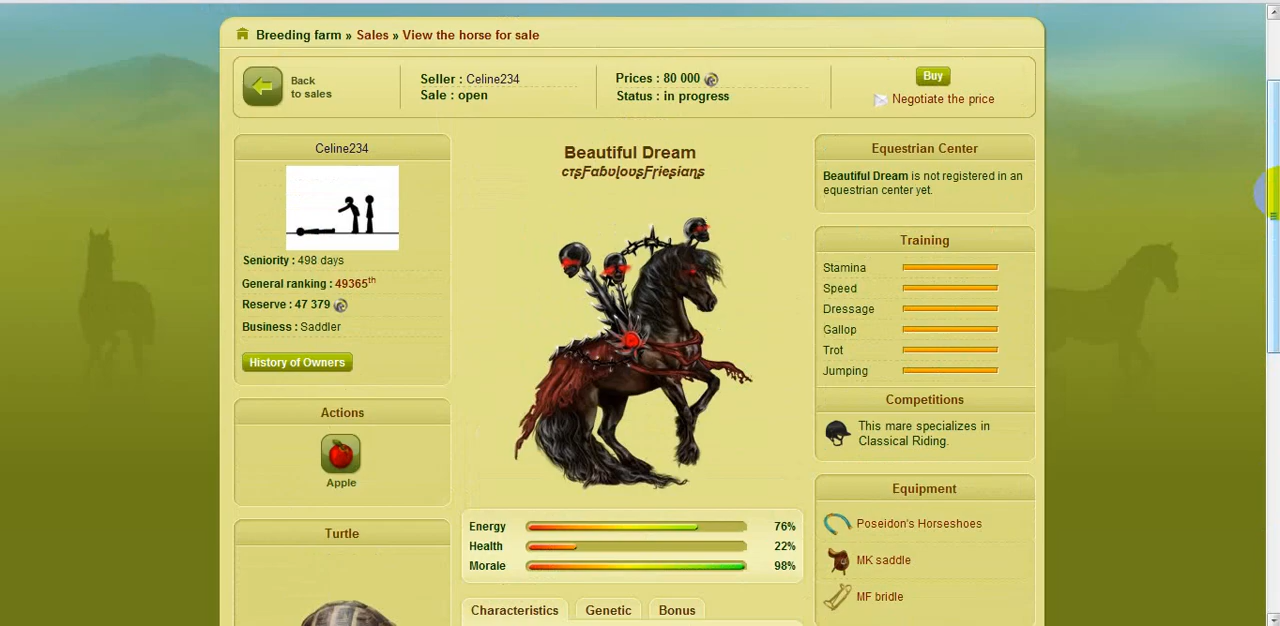 Breeding farm » Sales » View the horse for sale
Back
to sales
Seller : Celine234
Sale : open
Prices : 80 000
Status : in progress
Buy
Negotiate the price
Celine234
Seniority : 498 days
General ranking : 49365th
Reserve : 47 379
Business : Saddler
History of Owners
Actions
Apple
Turtle
Beautiful Dream
cтʂƑαɓυʅσυʂƑɾιҽʂιαɳʂ
Energy 76%
Health 22%
Morale 98%
Characteristics
Genetic
Bonus
Equestrian Center
Beautiful Dream is not registered in an
equestrian center yet.
Training
Stamina
Speed
Dressage
Gallop
Trot
Jumping
Competitions
This mare specializes in
Classical Riding.
Equipment
Poseidon's Horseshoes
MK saddle
MF bridle